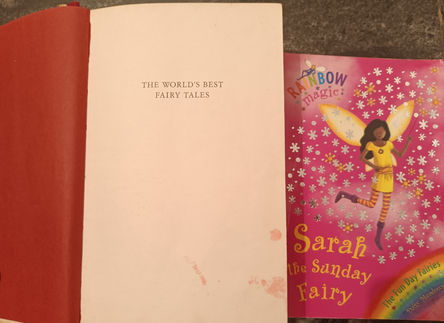 THE WORLD'S BEST
FAIRY TALES
RAINBOW
magic
Sarah
the Sunday
Fairy
The Fun Day Fairies